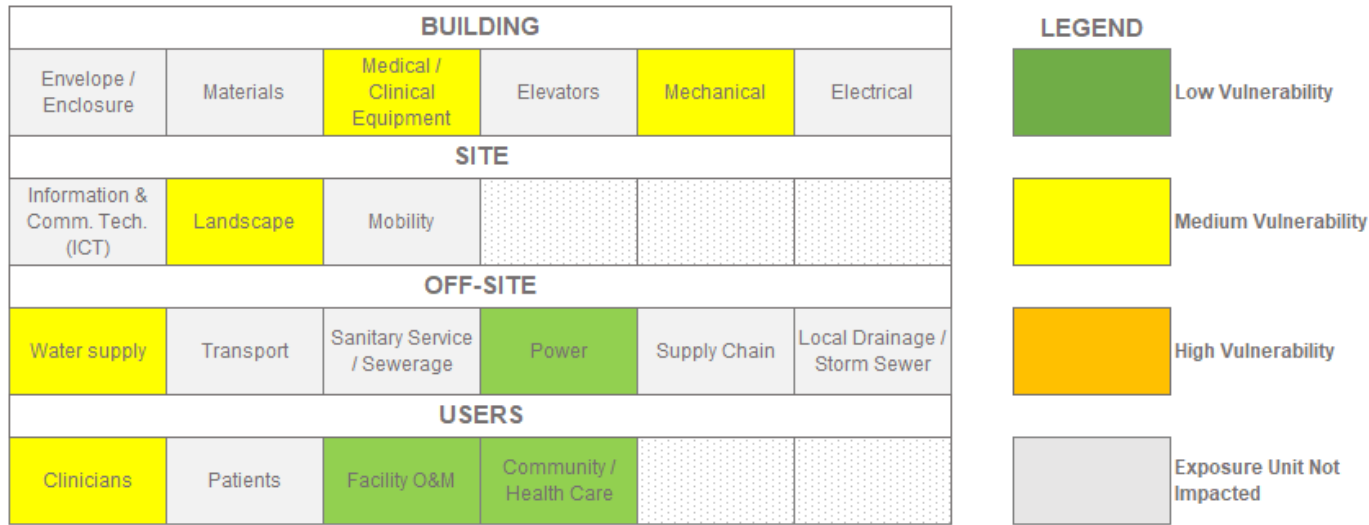 BUILDING
Envelope /
Enclosure
Materials
Medical /
Clinical
Equipment
Elevators
Mechanical
Electrical
SITE
Information &
Comm. Tech.
(ICT)
Landscape
Mobility
OFF-SITE
Water supply
Transport
Sanitary Service
/ Sewerage
Power
Supply Chain
Local Drainage /
Storm Sewer
USERS
Clinicians
Patients
Facility O&M
Community /
Health Care
LEGEND
Low Vulnerability
Medium Vulnerability
High Vulnerability
Exposure Unit Not
Impacted